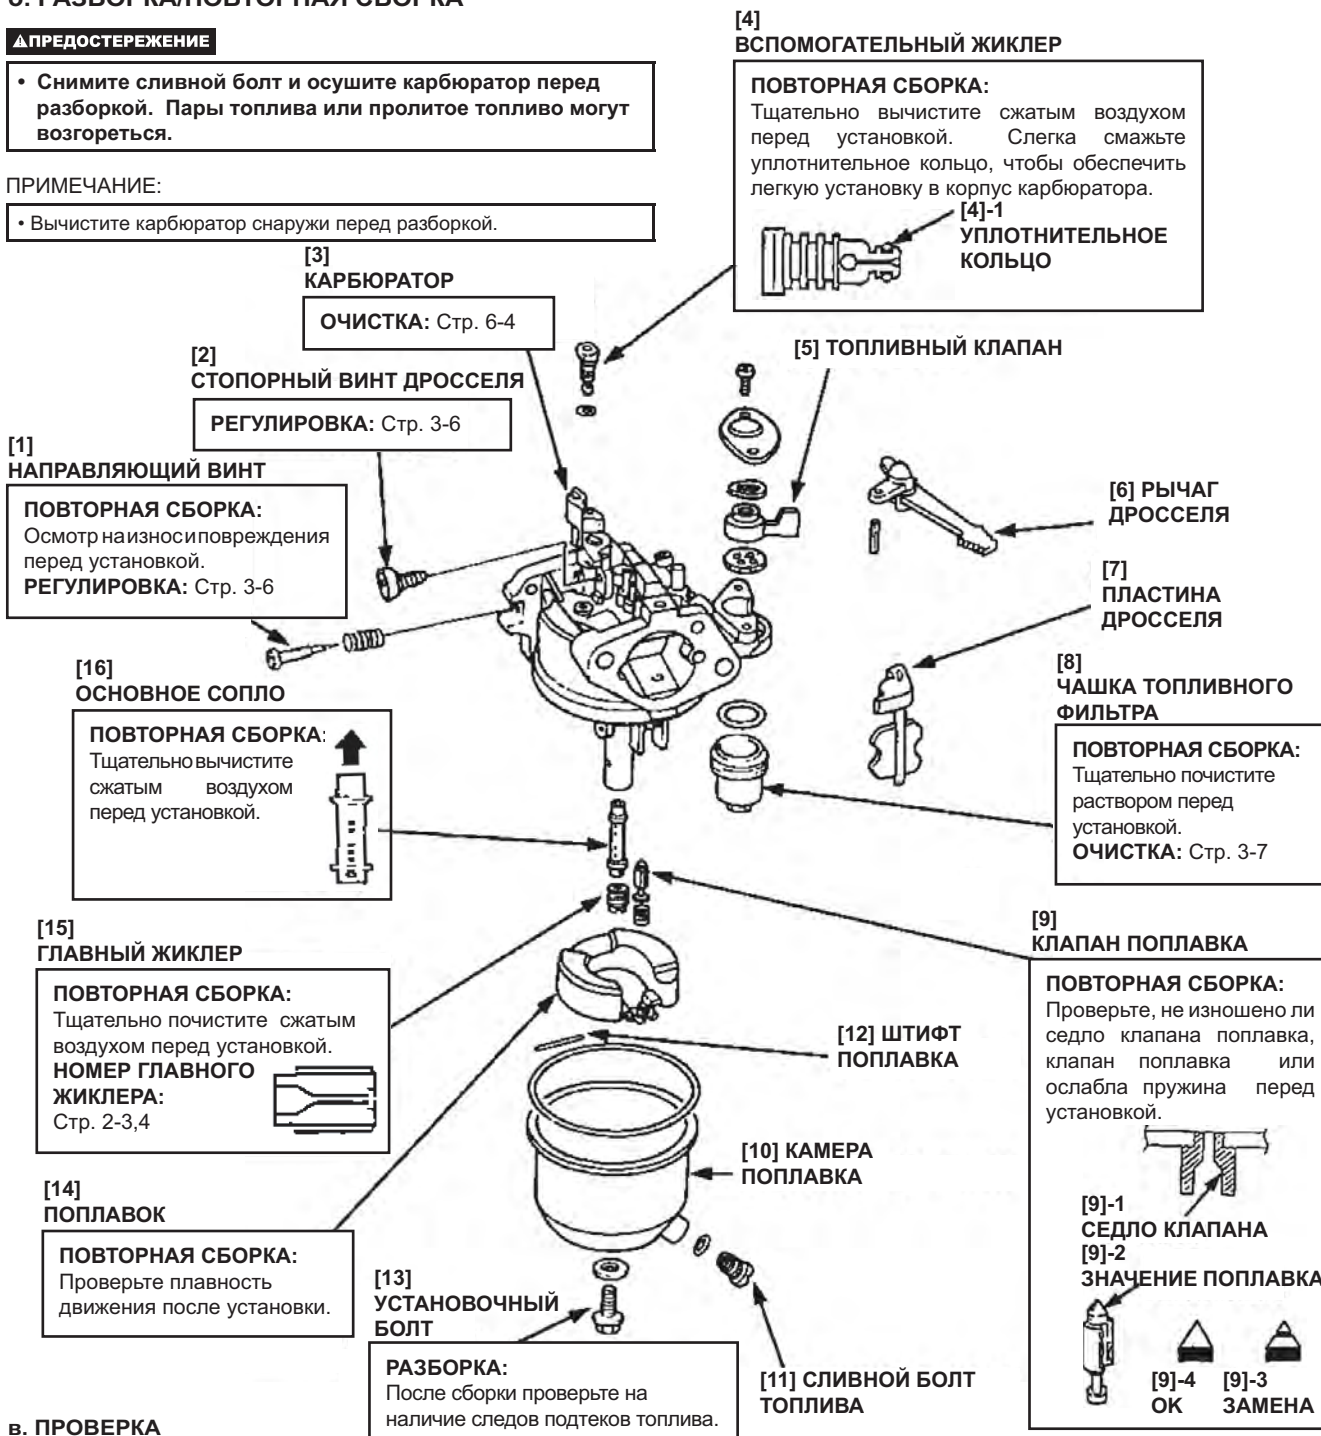 б. РАЗБОРКА/ПОВТОРНАЯ СБОРКА
ПРЕДОСТЕРЕЖЕНИЕ
• Снимите сливной болт и осушите карбюратор перед
разборкой. Пары топлива или пролитое топливо могут
возгореться.
ПРИМЕЧАНИЕ:
• Вычистите карбюратор снаружи перед разборкой.
[4]
ВСПОМОГАТЕЛЬНЫЙ ЖИКЛЕР
ПОВТОРНАЯ СБОРКА:
Тщательно вычистите сжатым воздухом
перед установкой. Слегка смажьте
уплотнительное кольцо, чтобы обеспечить
легкую установку в корпус карбюратора.
[4]-1
УПЛОТНИТЕЛЬНОЕ
КОЛЬЦО
[3]
КАРБЮРАТОР
ОЧИСТКА: Стр. 6-4
[2]
СТОПОРНЫЙ ВИНТ ДРОССЕЛЯ
РЕГУЛИРОВКА: Стр. 3-6
[5] ТОПЛИВНЫЙ КЛАПАН
[1]
НАПРАВЛЯЮЩИЙ ВИНТ
ПОВТОРНАЯ СБОРКА:
Осмотр на износ и повреждения
перед установкой.
РЕГУЛИРОВКА: Стр. 3-6
[6] РЫЧАГ
ДРОССЕЛЯ
[7]
ПЛАСТИНА
ДРОССЕЛЯ
[16]
ОСНОВНОЕ СОПЛО
ПОВТОРНАЯ СБОРКА:
Тщательно вычистите
сжатым воздухом
перед установкой.
[8]
ЧАШКА ТОПЛИВНОГО
ФИЛЬТРА
ПОВТОРНАЯ СБОРКА:
Тщательно почистите
раствором перед
установкой.
ОЧИСТКА: Стр. 3-7
[15]
ГЛАВНЫЙ ЖИКЛЕР
ПОВТОРНАЯ СБОРКА:
Тщательно почистите сжатым
воздухом перед установкой.
НОМЕР ГЛАВНОГО
ЖИКЛЕРА:
Стр. 2-3,4
[9]
КЛАПАН ПОПЛАВКА
ПОВТОРНАЯ СБОРКА:
Проверьте, не изношено ли
седло клапана поплавка,
клапан поплавка или
ослабла пружина перед
установкой.
[9]-1
СЕДЛО КЛАПАНА
[9]-2
ЗНАЧЕНИЕ ПОПЛАВКА
[9]-4
OK
[9]-3
ЗАМЕНА
[12] ШТИФТ
ПОПЛАВКА
[10] КАМЕРА
ПОПЛАВКА
[14]
ПОПЛАВОК
ПОВТОРНАЯ СБОРКА:
Проверьте плавность
движения после установки.
[13]
УСТАНОВОЧНЫЙ
БОЛТ
РАЗБОРКА:
После сборки проверьте на
наличие следов подтеков топлива.
[11] СЛИВНОЙ БОЛТ
ТОПЛИВА
в. ПРОВЕРКА